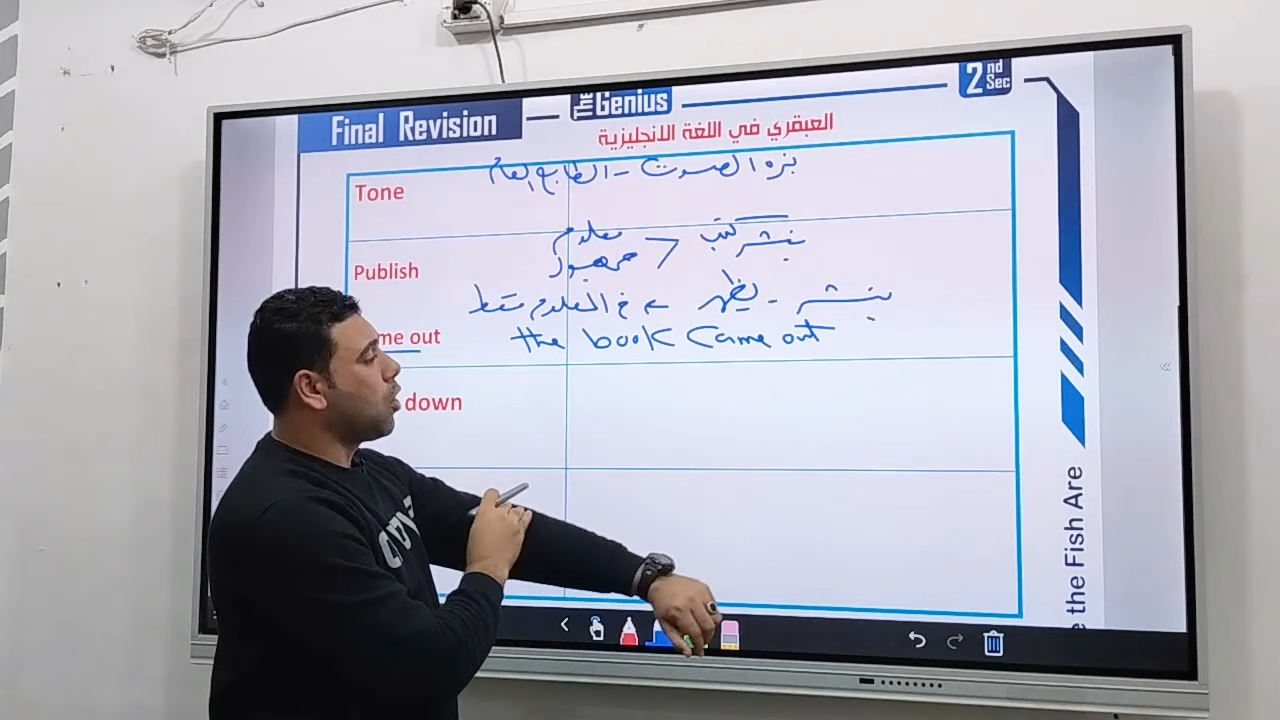 Final Revision
The Genius
2nd Sec
العبقري في اللغة الانجليزية
Tone
نبرة الصوت - الطابع العام
Publish
ينشر كتب < معلوم
مجهول
ينشر - يظهر ← في المعلوم فقط
me out
the book came out
down
the Fish Are